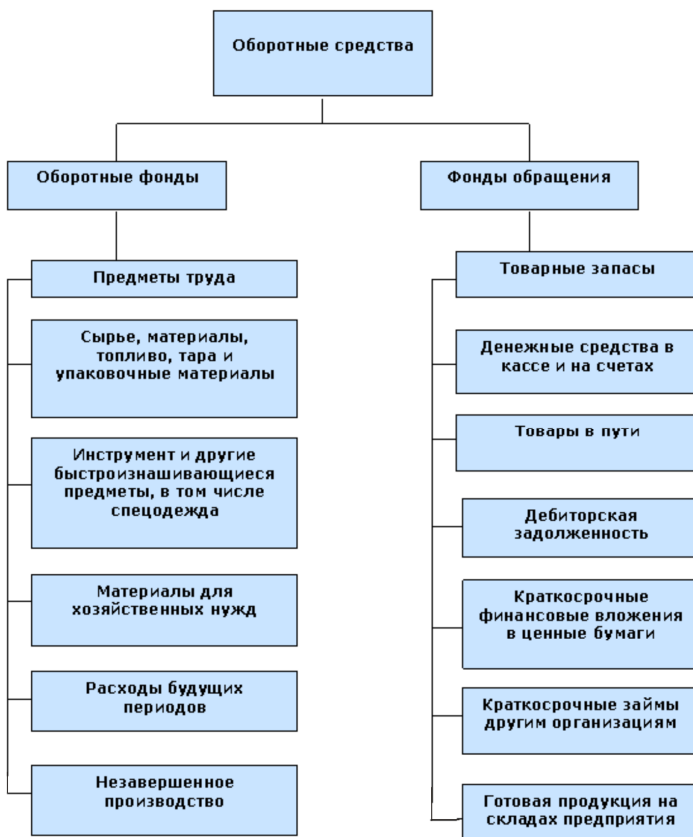 Оборотные средства
Оборотные фонды
Фонды обращения
Предметы труда
Сырье, материалы,
топливо, тара и
упаковочные материалы
Инструмент и другие
быстроизнашивающиеся
предметы, в том числе
спецодежда
Материалы для
хозяйственных нужд
Расходы будущих
периодов
Незавершенное
производство
Товарные запасы
Денежные средства в
кассе и на счетах
Товары в пути
Дебиторская
задолженность
Краткосрочные
финансовые вложения
в ценные бумаги
Краткосрочные займы
другим организациям
Готовая продукция на
складах предприятия